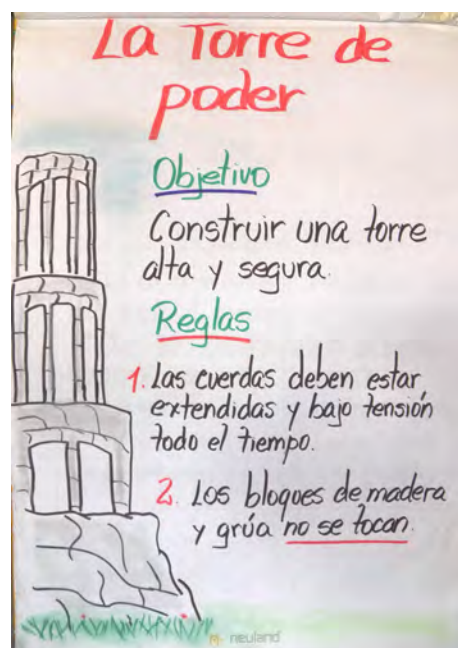 La Torre de
poder
Objetivo
Construir una torre
alta y segura.
Reglas
1. Las cuerdas deben estar
extendidas y bajo tensión
todo el tiempo.
2. Los bloques de madera
y grúa no se tocan.
neuland